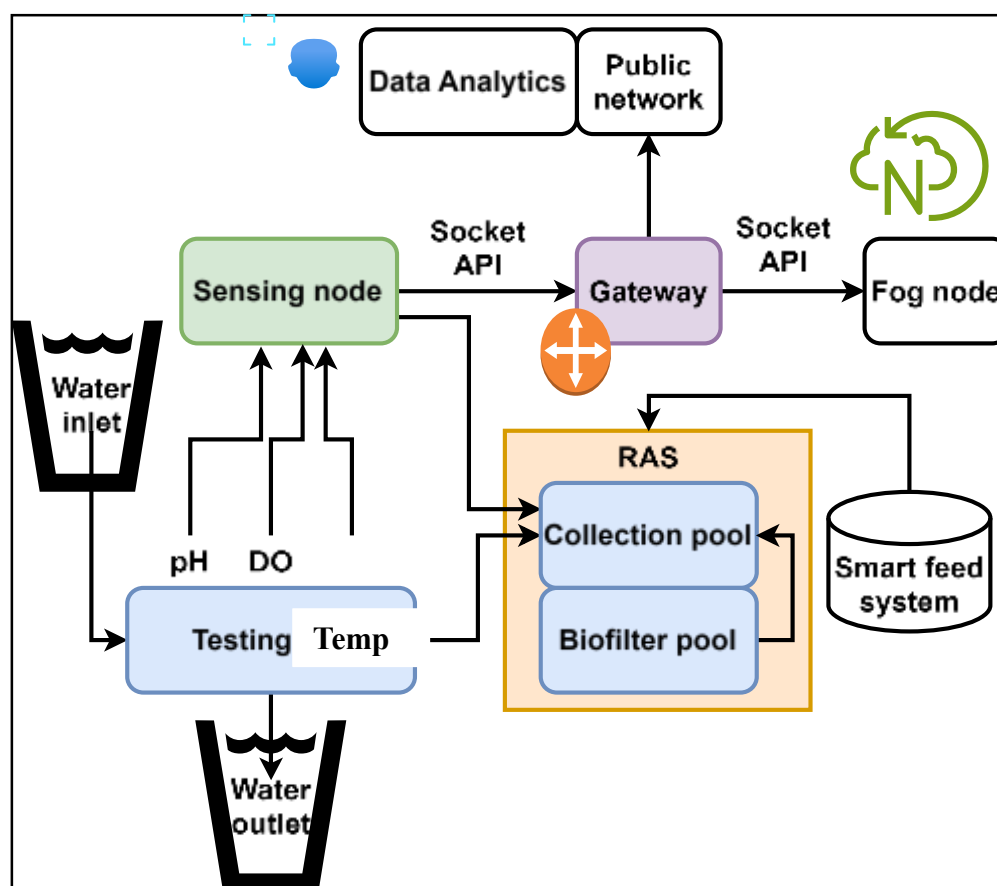 Data Analytics
Public
network
N
Socket
API
Socket
API
Sensing node
Gateway
Fog node
Water
inlet
RAS
pH
DO
Collection pool
Smart feed
system
Testing
Temp
Biofilter pool
Water
outlet